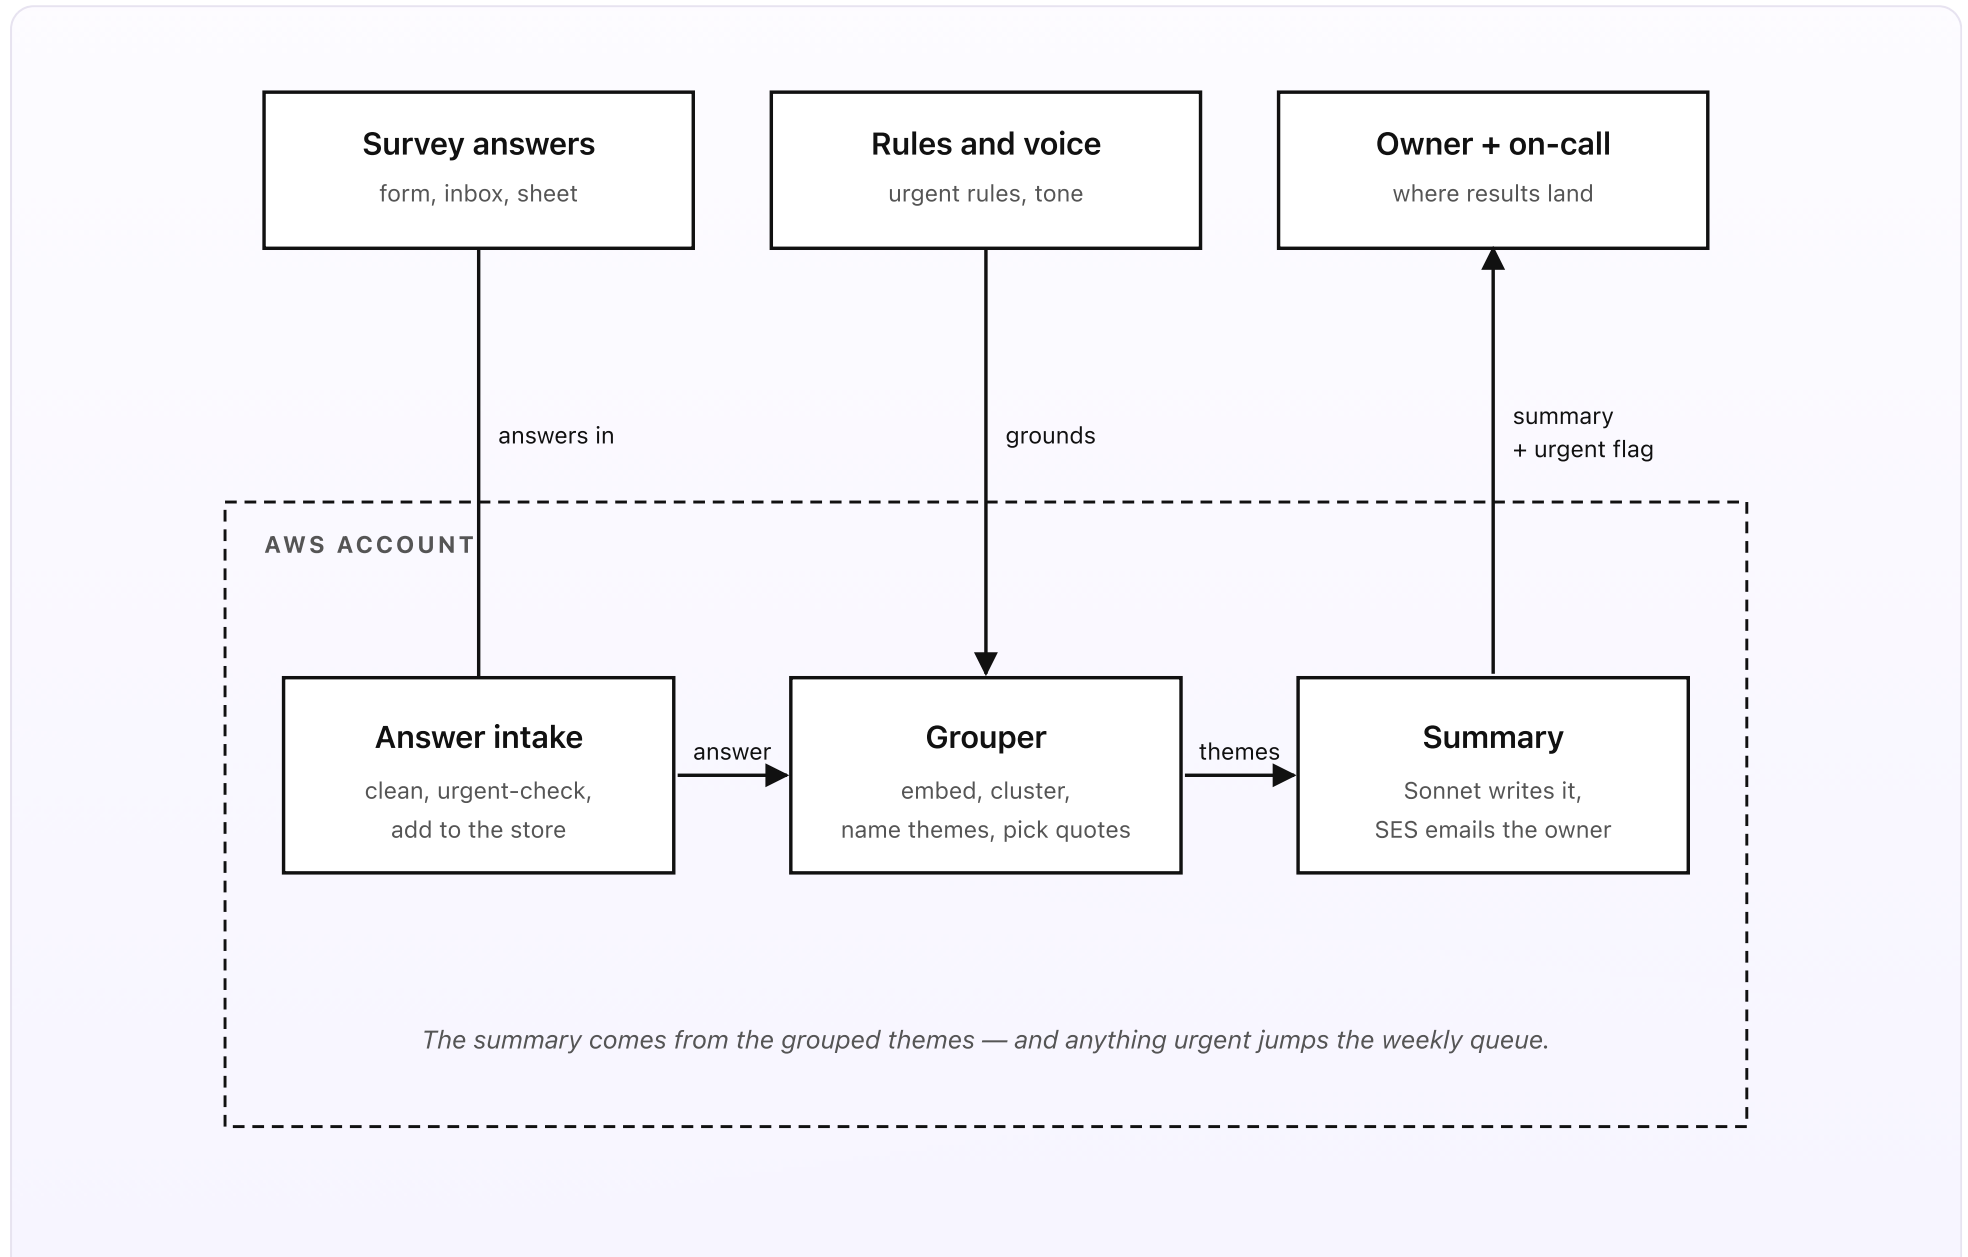 Survey answers
form, inbox, sheet
Rules and voice
urgent rules, tone
Owner + on-call
where results land
answers in
grounds
summary
+ urgent flag
AWS ACCOUNT
Answer intake
clean, urgent-check,
add to the store
answer
Grouper
embed, cluster,
name themes, pick quotes
themes
Summary
Sonnet writes it,
SES emails the owner
The summary comes from the grouped themes — and anything urgent jumps the weekly queue.